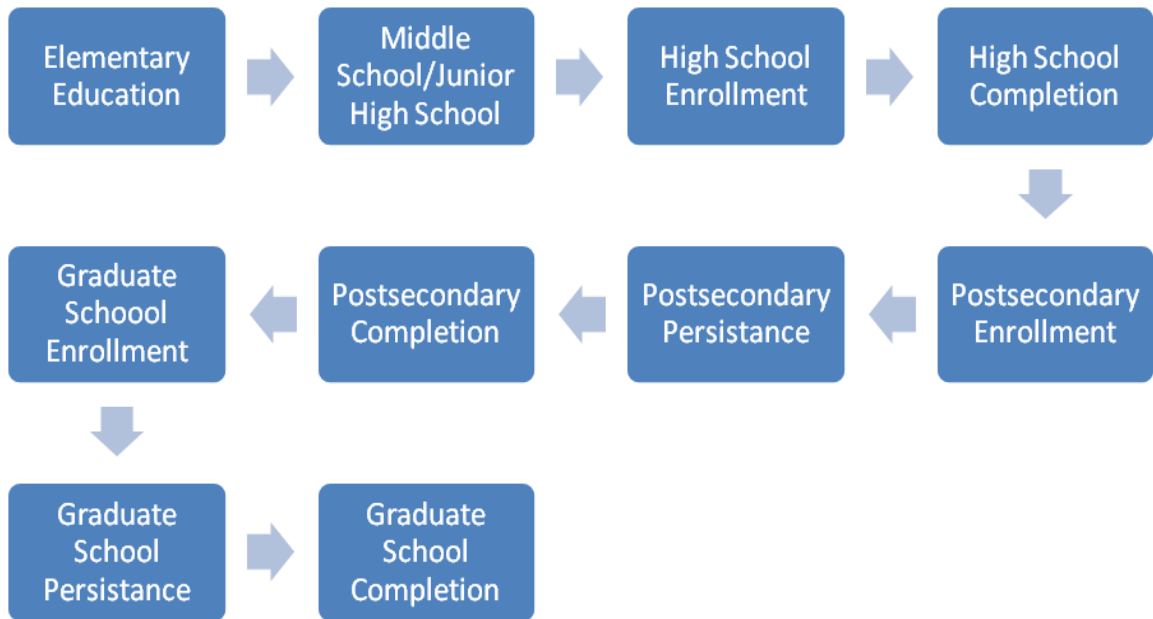 Elementary
Education
Middle
School/Junior
High School
High School
Enrollment
High School
Completion
Postsecondary
Enrollment
Postsecondary
Persistance
Postsecondary
Completion
Graduate
Schoool
Enrollment
Graduate
School
Persistance
Graduate
School
Completion